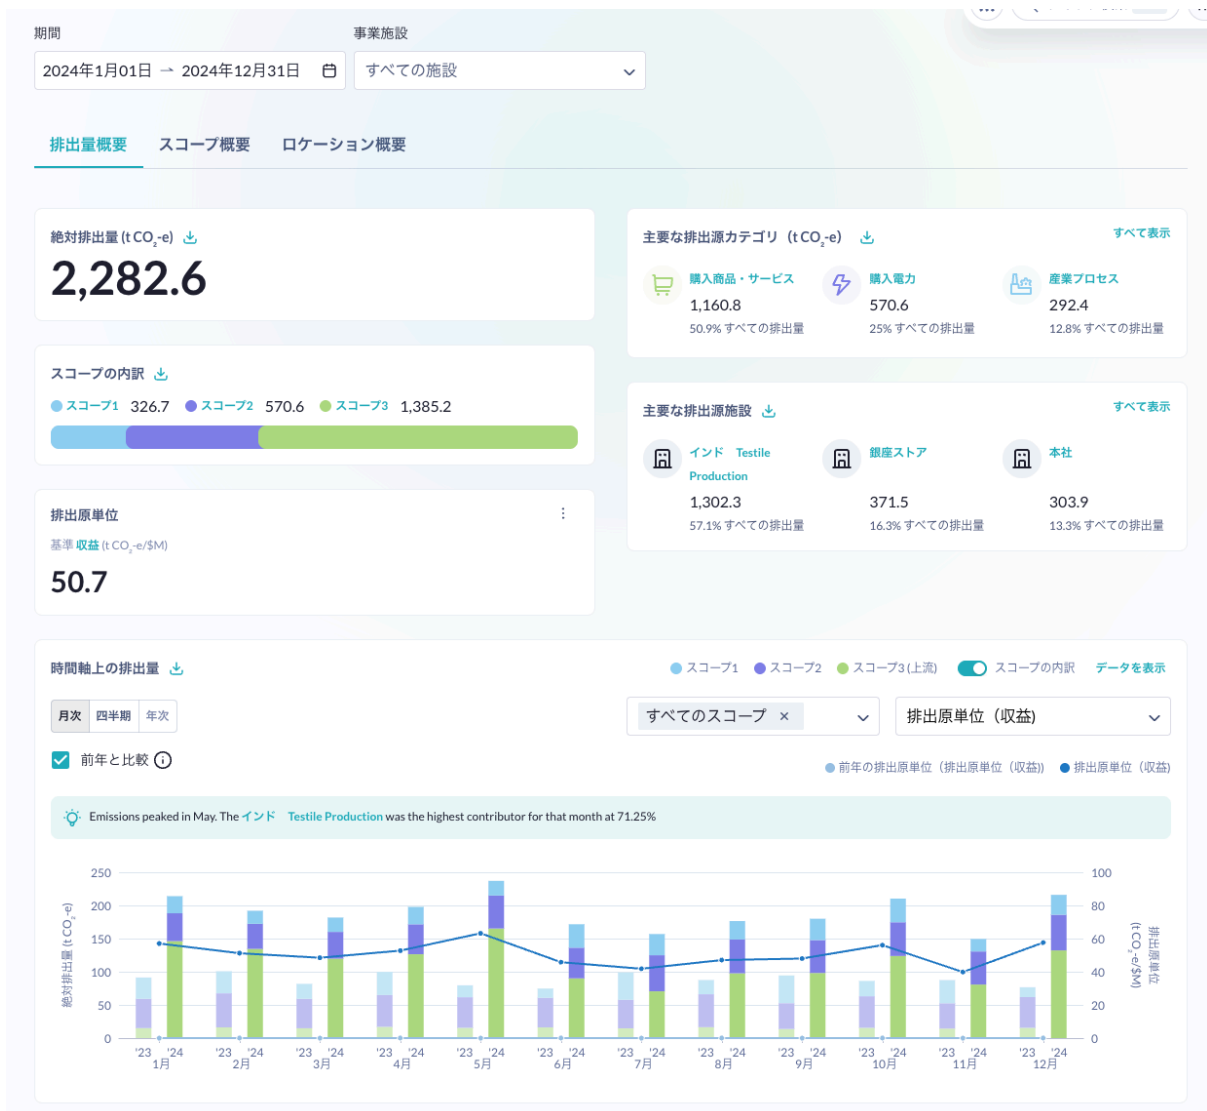 期間
事業施設
2024年1月01日 → 2024年12月31日
すべての施設
排出量概要 スコープ概要 ロケーション概要
絶対排出量 (t CO₂-e)
2,282.6
主要な排出源カテゴリ（t CO₂-e）
すべて表示
購入商品・サービス
1,160.8
50.9% すべての排出量
購入電力
570.6
25% すべての排出量
産業プロセス
292.4
12.8% すべての排出量
スコープの内訳
スコープ1 326.7 スコープ2 570.6 スコープ3 1,385.2
主要な排出源施設
すべて表示
インド Testile
Production
1,302.3
57.1% すべての排出量
銀座ストア
371.5
16.3% すべての排出量
本社
303.9
13.3% すべての排出量
排出原単位
基準 収益 (t CO₂-e/$M)
50.7
時間軸上の排出量
スコープ1 スコープ2 スコープ3 (上流) スコープの内訳 データを表示
月次 四半期 年次
すべてのスコープ ×
排出原単位（収益)
前年と比較
前年の排出原単位（排出原単位（収益)) 排出原単位（収益)
Emissions peaked in May. The インド Testile Production was the highest contributor for that month at 71.25%
絶対排出量 (t CO₂-e)
250
200
150
100
50
0
100
80
60
40
20
0
排出原単位
(t CO₂-e/$M)
'23 '24 '23 '24 '23 '24 '23 '24 '23 '24 '23 '24 '23 '24 '23 '24 '23 '24 '23 '24 '23 '24 '23 '24
1月 2月 3月 4月 5月 6月 7月 8月 9月 10月 11月 12月